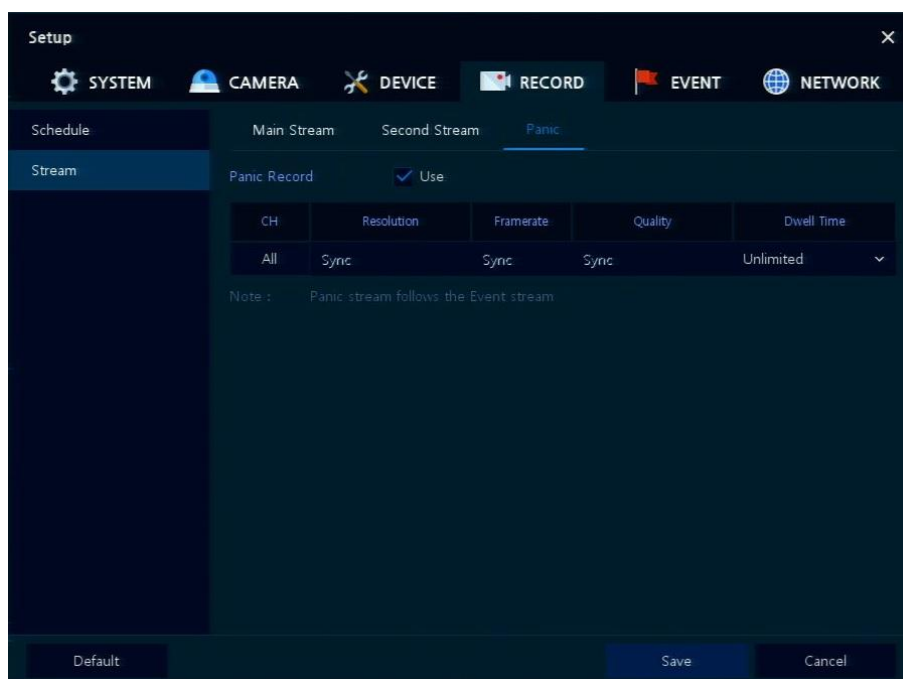 Setup
SYSTEM CAMERA DEVICE RECORD EVENT NETWORK
Schedule
Stream
Main Stream Second Stream Panic
Panic Record Use
CH Resolution Framerate Quality Dwell Time
All Sync Sync Sync Unlimited
Note : Panic stream follows the Event stream
Default Save Cancel